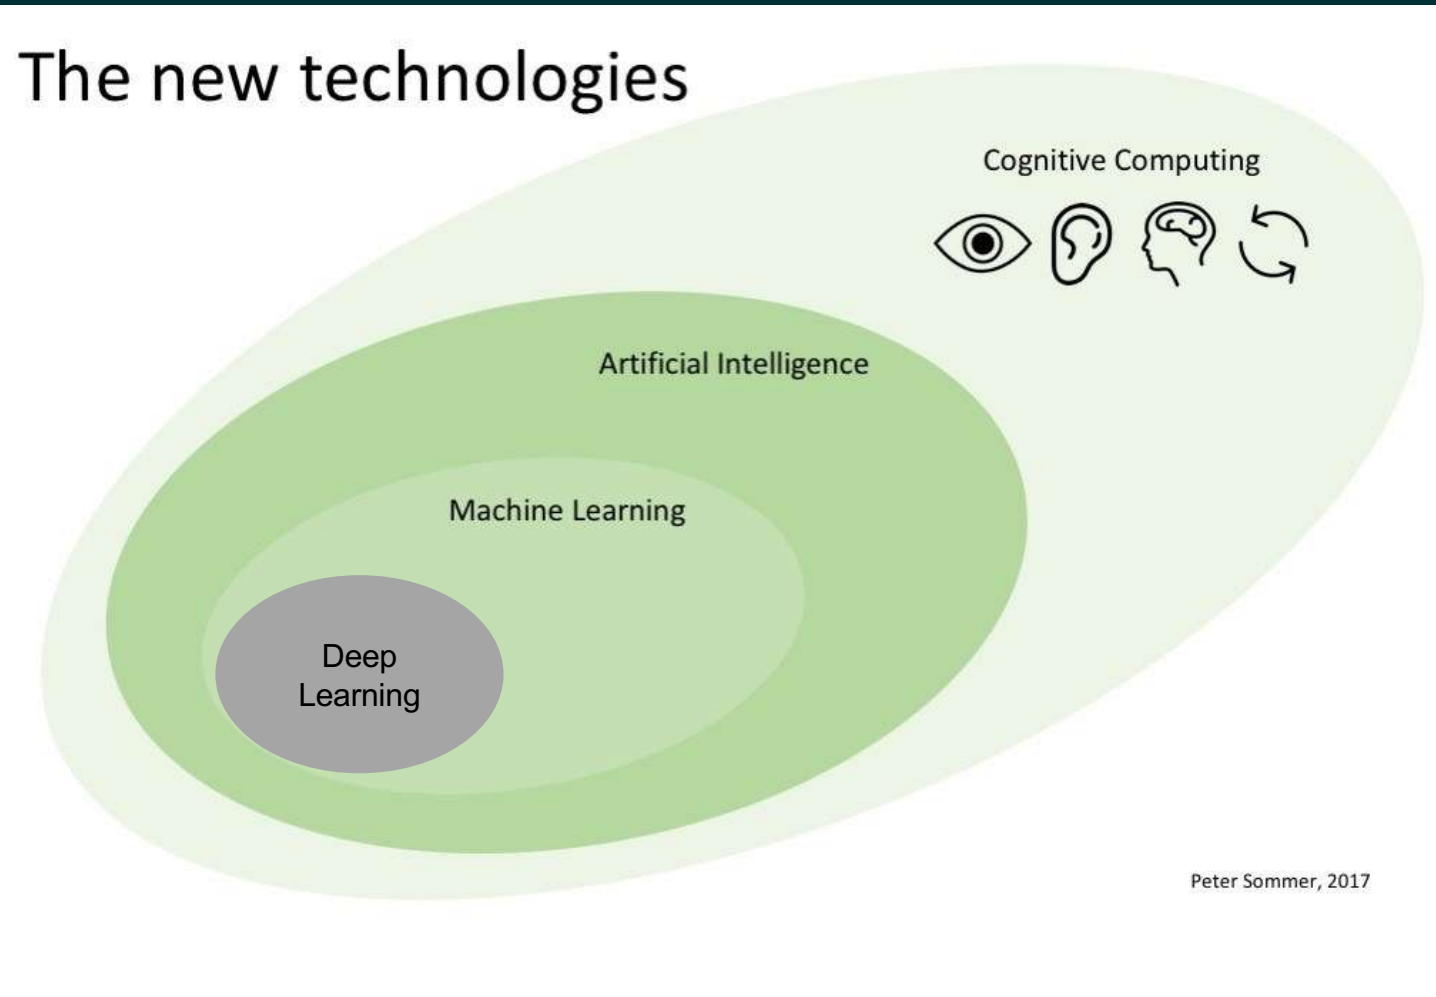 The new technologies
Cognitive Computing
Artificial Intelligence
Machine Learning
Deep
Learning
Peter Sommer, 2017